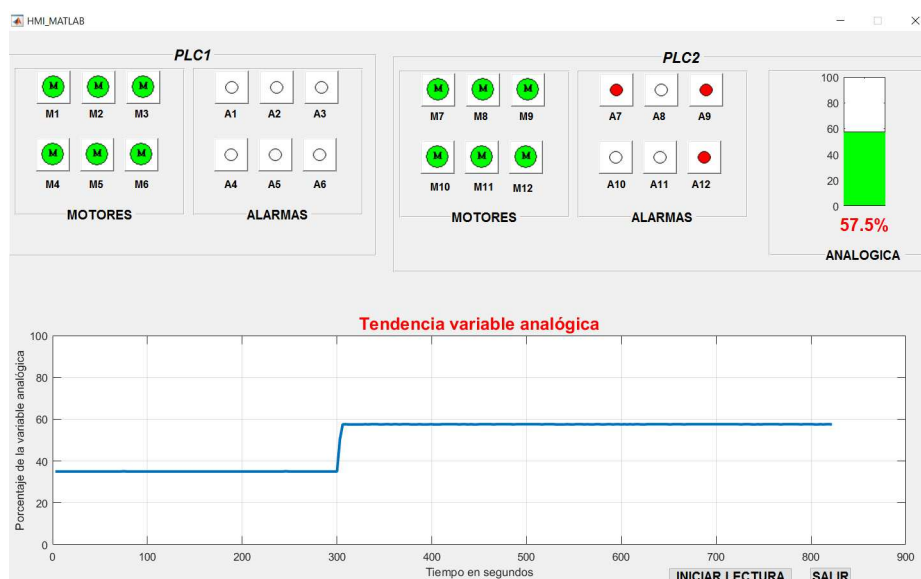 HMI_MATLAB
PLC1
M M M
M1 M2 M3
M M M
M4 M5 M6
MOTORES
A1 A2 A3
A4 A5 A6
ALARMAS
PLC2
M M M
M7 M8 M9
M M M
M10 M11 M12
MOTORES
A7 A8 A9
A10 A11 A12
ALARMAS
100
80
60
40
20
0
57.5%
ANALOGICA
Tendencia variable analógica
Porcentaje de la variable analógica
100
80
60
40
20
0
0 100 200 300 400 500 600 700 800 900
Tiempo en segundos
INICIAR LECTURA SALIR